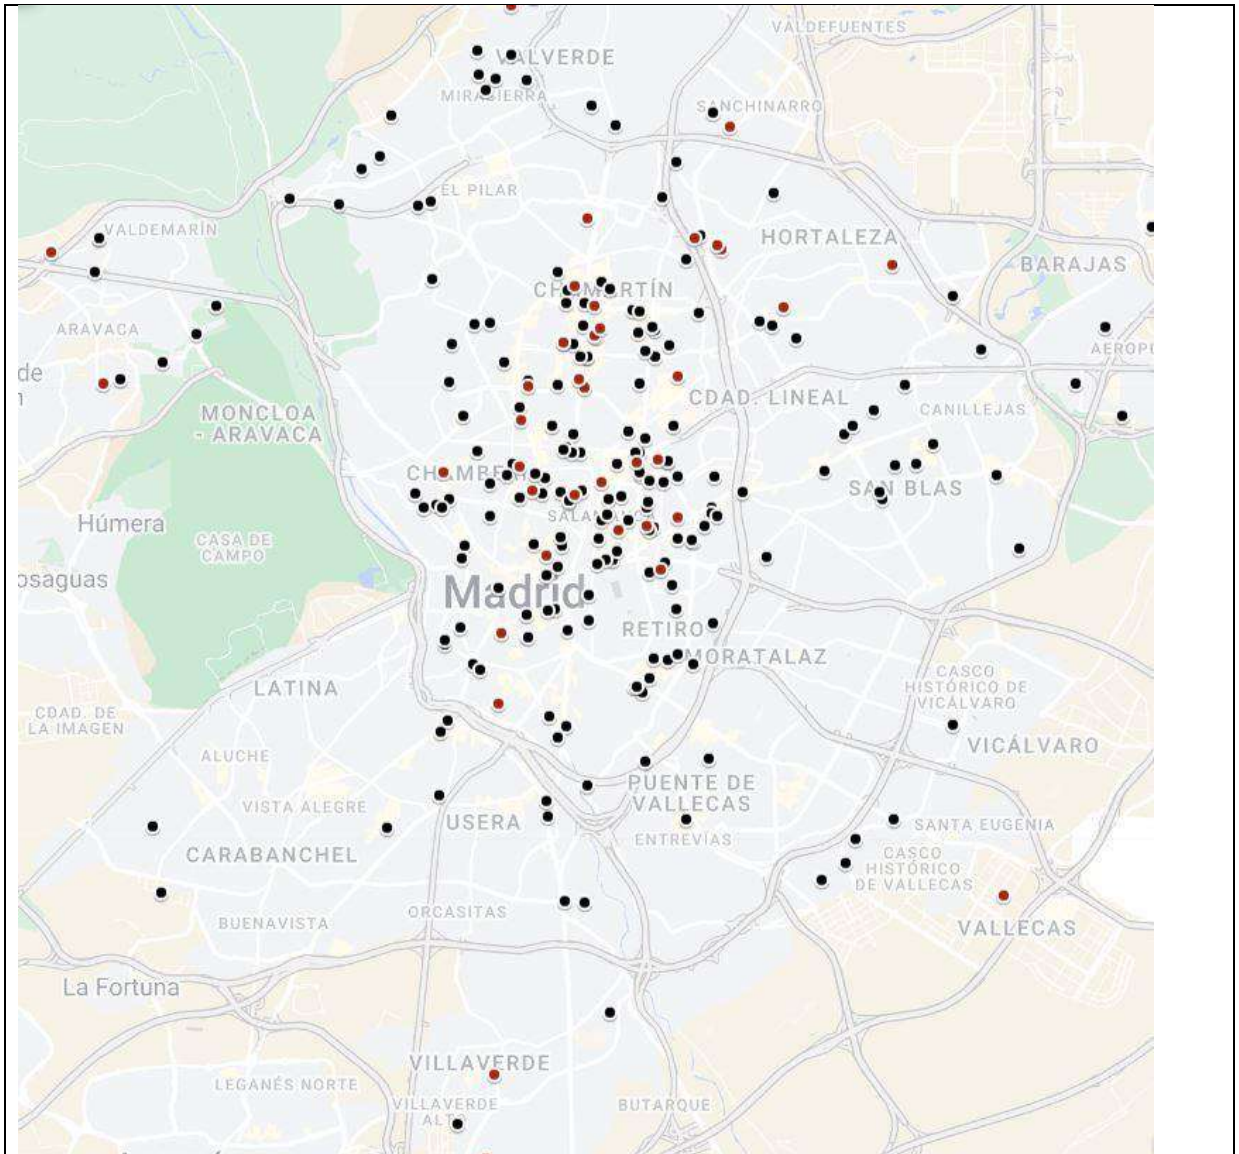 VALDEFUENTES
VALVERDE
MIRASIERRA
SANCHINARRO
EL PILAR
VALDEMARÍN
HORTALEZA
BARAJAS
CHAMARTÍN
ARAVACA
AEROPU
de
CDAD. LINEAL
CANILLEJAS
MONCLOA
- ARAVACA
CHAMBERÍ
SAN BLAS
SALAMANCA
Húmera
CASA DE
CAMPO
osaguas
Madrid
RETIRO
MORATALAZ
LATINA
CASCO
HISTÓRICO DE
VICÁLVARO
CDAD. DE
LA IMAGEN
VICÁLVARO
ALUCHE
PUENTE DE
VALLECAS
VISTA ALEGRE
USERA
SANTA EUGENIA
ENTREVÍAS
CARABANCHEL
CASCO
HISTÓRICO
DE VALLECAS
ORCASITAS
BUENAVISTA
VALLECAS
La Fortuna
VILLAVERDE
LEGANÉS NORTE
VILLAVERDE
ALTO
BUTARQUE